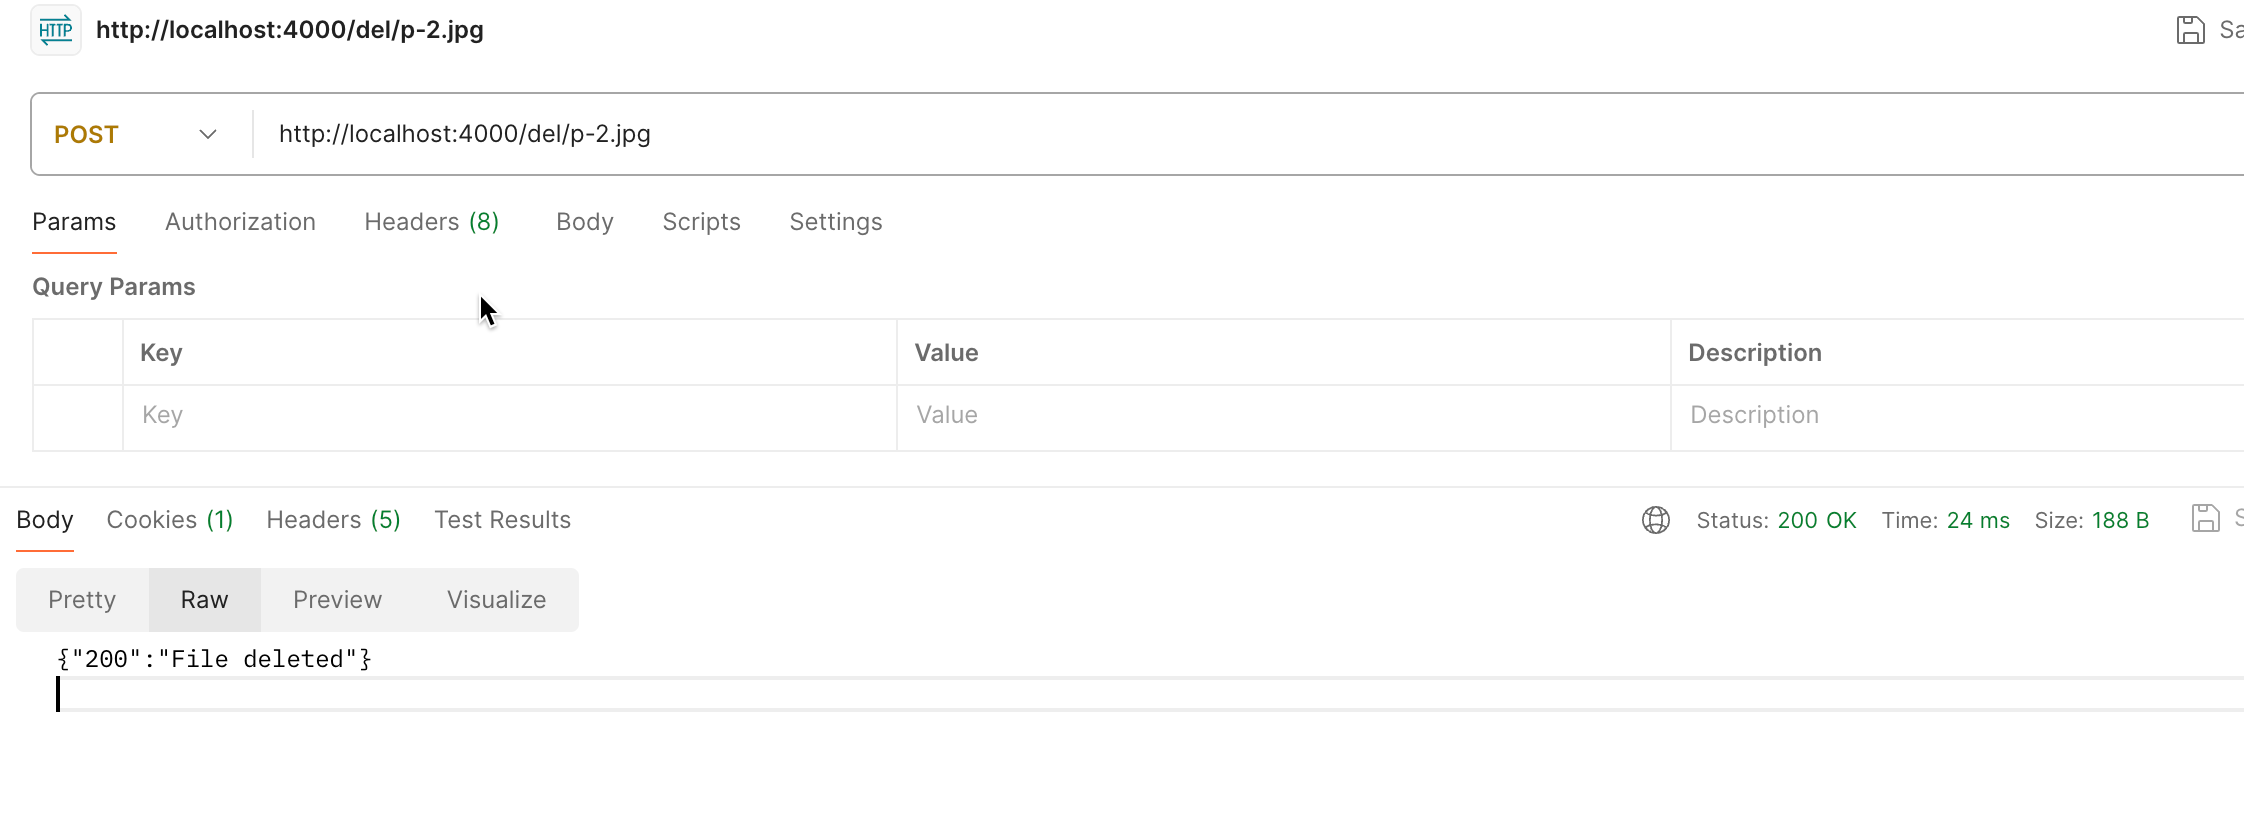 HTTP http://localhost:4000/del/p-2.jpg Sa
POST http://localhost:4000/del/p-2.jpg
Params Authorization Headers (8) Body Scripts Settings
Query Params
Key Value Description
Key Value Description
Body Cookies (1) Headers (5) Test Results Status: 200 OK Time: 24 ms Size: 188 B S
Pretty Raw Preview Visualize
{"200":"File deleted"}